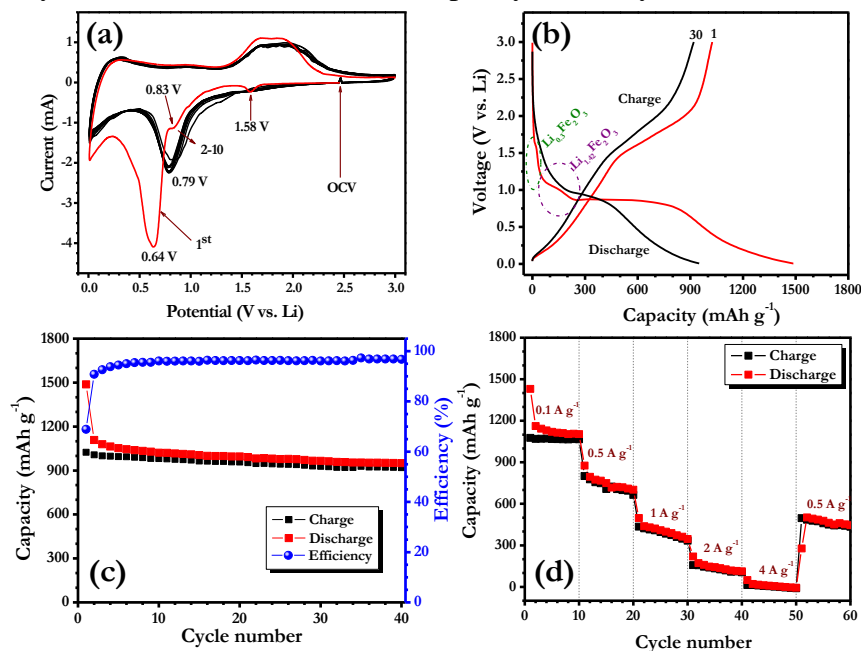 (a)
0.83 V
1.58 V
2-10
0.79 V
OCV
1st
0.64 V
Current (mA)
1
0
-1
-2
-3
-4
0.0 0.5 1.0 1.5 2.0 2.5 3.0
Potential (V vs. Li)
(b)
30 1
Charge
Li0.3Fe2O3
Li1.42Fe2O3
Discharge
Voltage (V vs. Li)
3.0
2.5
2.0
1.5
1.0
0.5
0.0
0 300 600 900 1200 1500 1800
Capacity (mAh g-1)
(c)
Charge
Discharge
Efficiency
Capacity (mAh g-1)
1800
1500
1200
900
600
300
0
Efficiency (%)
100
80
60
40
20
0
0 10 20 30 40
Cycle number
(d)
Charge
Discharge
0.1 A g-1
0.5 A g-1
1 A g-1
2 A g-1
4 A g-1
0.5 A g-1
Capacity (mAh g-1)
1800
1500
1200
900
600
300
0
0 10 20 30 40 50 60
Cycle number